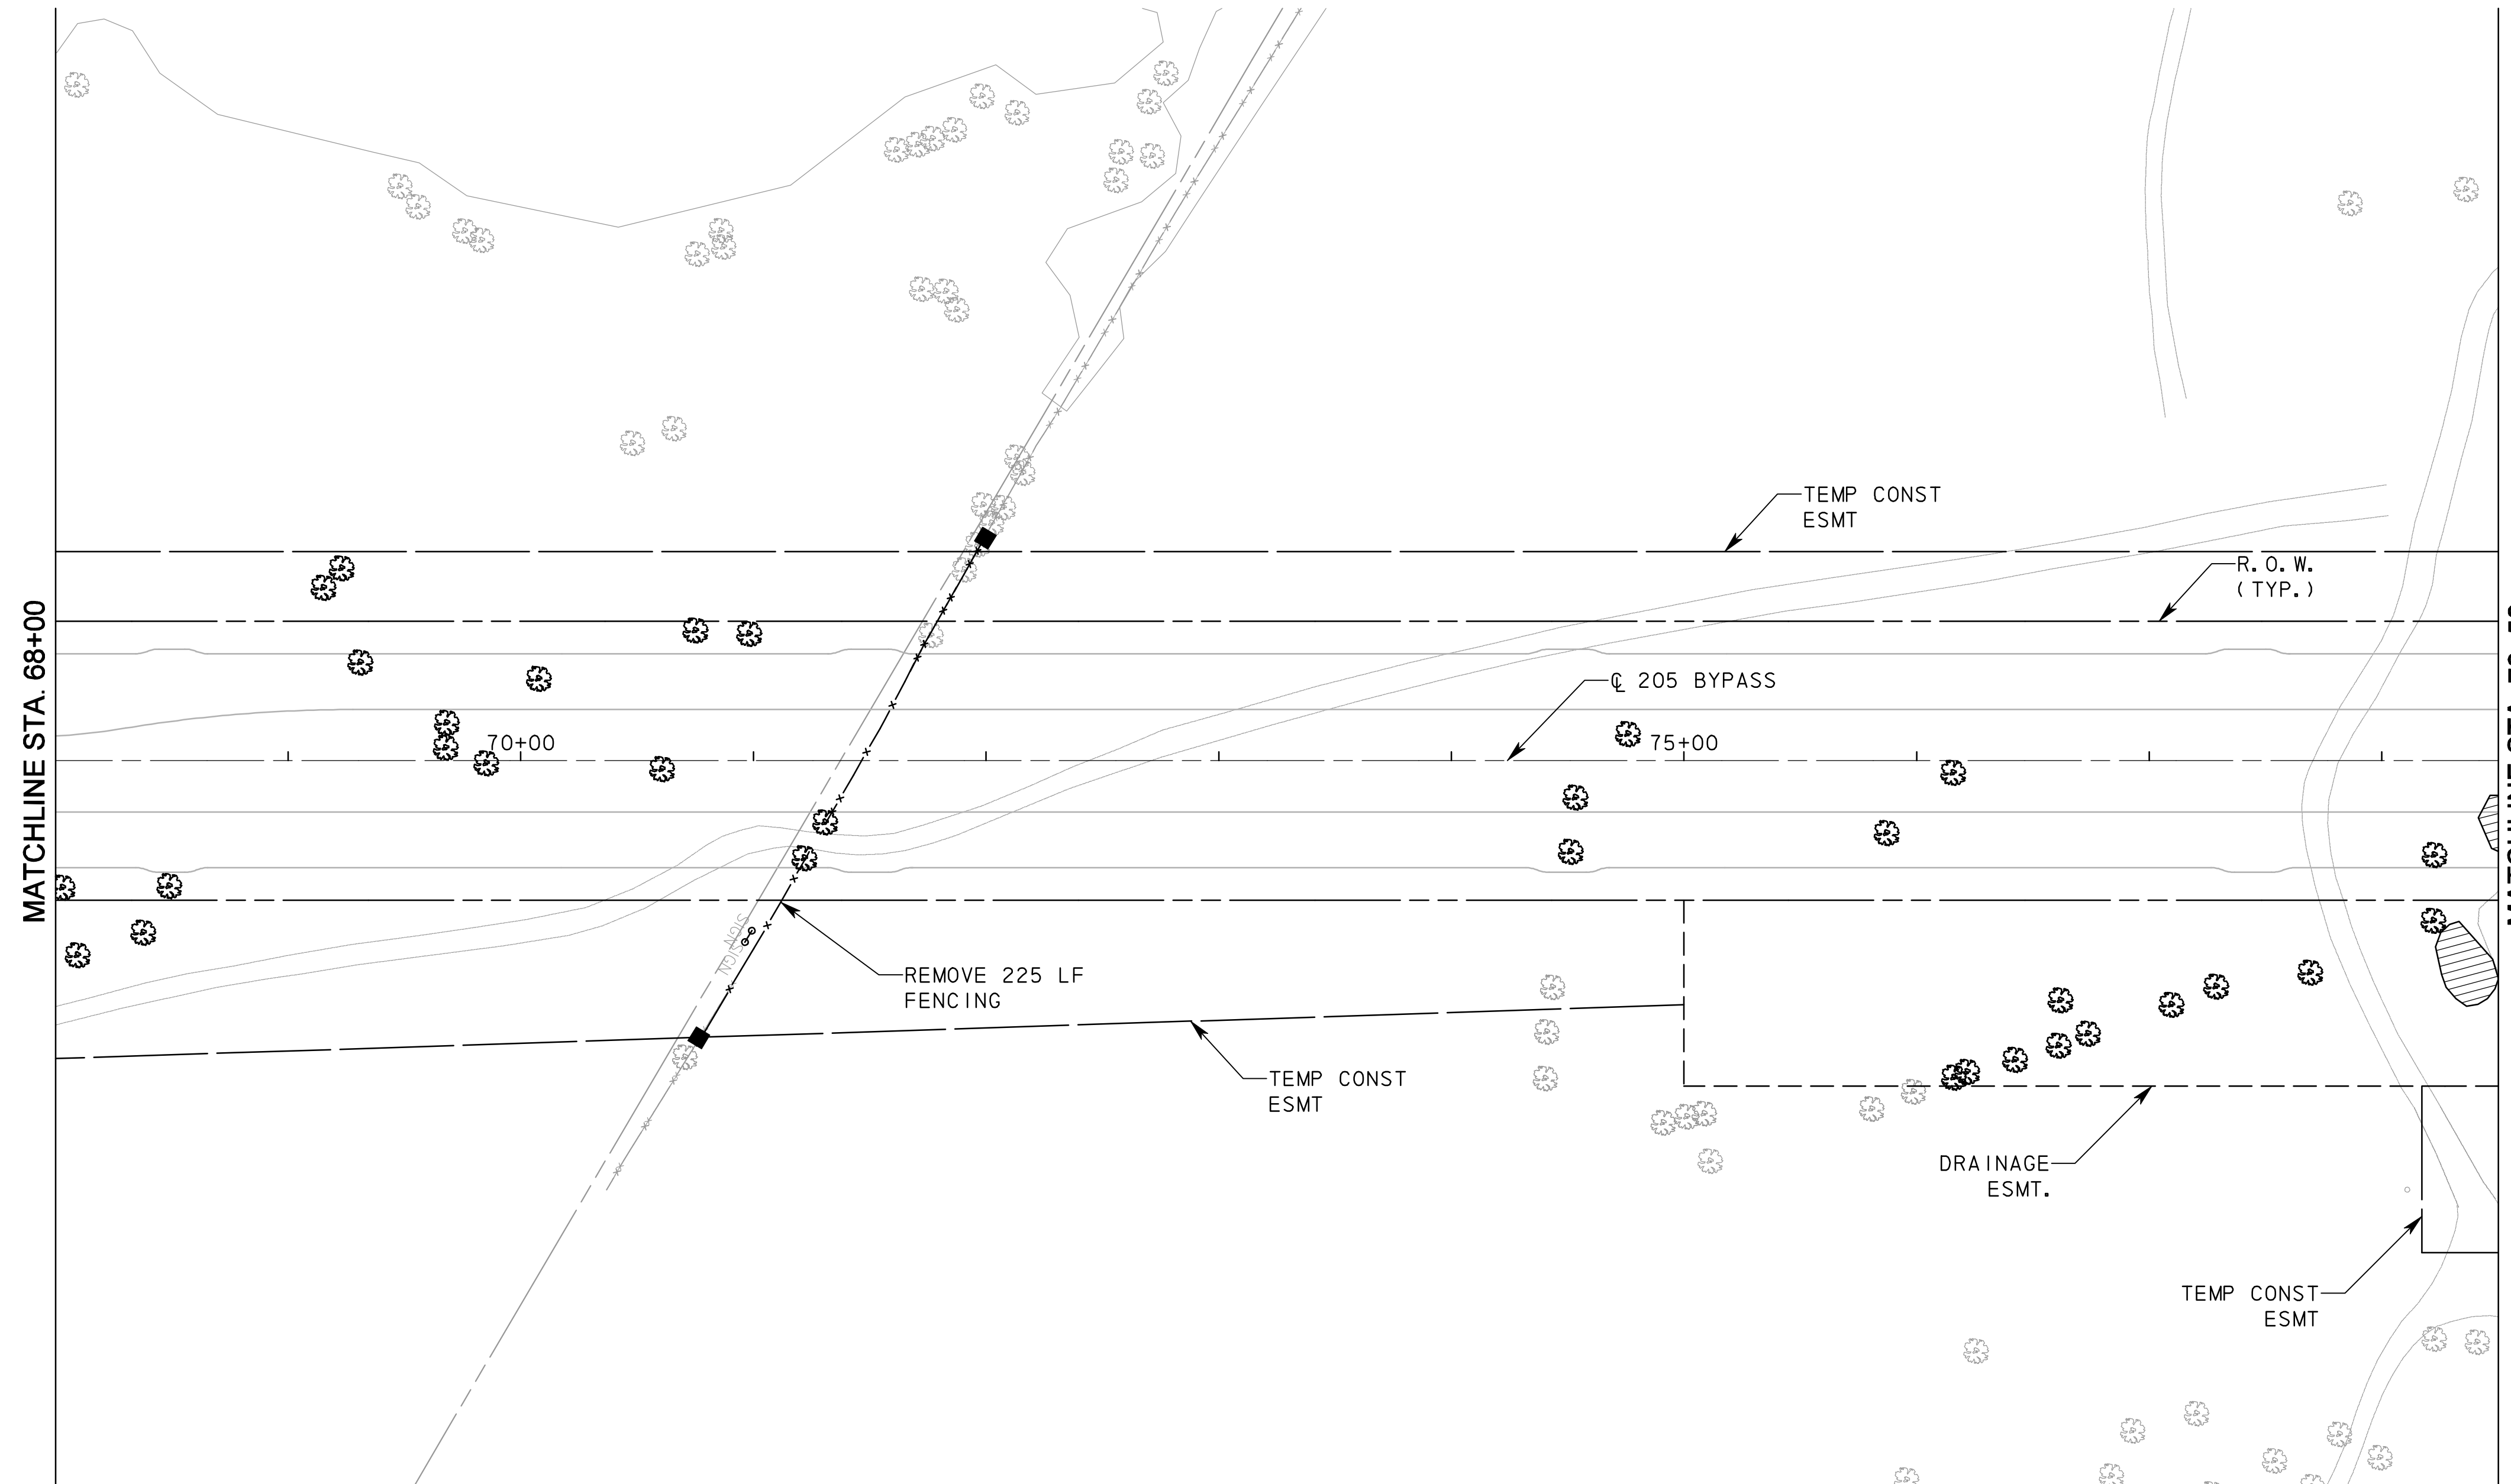 TEMP CONST
ESMT
R.O.W.
(TYP.)
MATCHLINE STA. 68+00
℄ 205 BYPASS
70+00
75+00
SIGN
SIGN
REMOVE 225 LF
FENCING
TEMP CONST
ESMT
DRAINAGE
ESMT.
TEMP CONST
ESMT